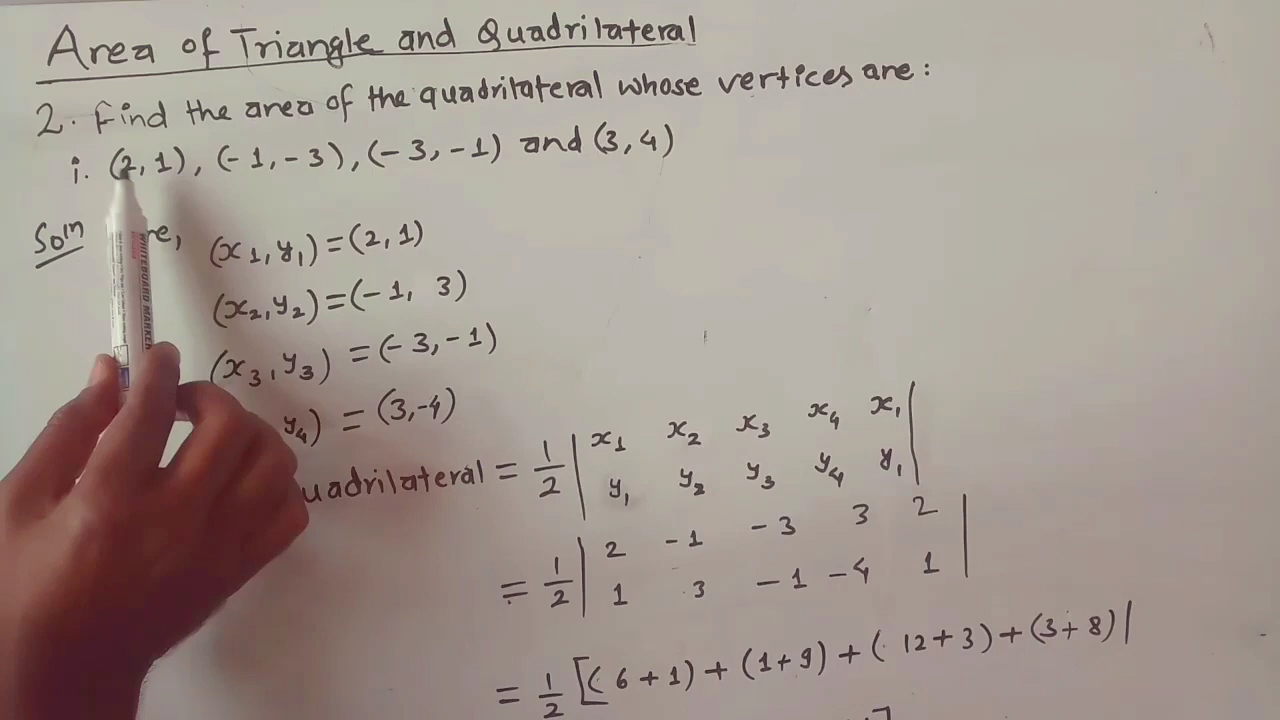 Area of Triangle and Quadrilateral
2. Find the area of the quadrilateral whose vertices are:
i. (2, 1), (-1, -3), (-3, -1) and (3, 4)
Soln
(x1, y1) = (2, 1)
(x2, y2) = (-1, 3)
(x3, y3) = (-3, -1)
y4) = (3, -4)
uadrilateral = 1/2 | x1 x2 x3 x4 x1 |
y1 y2 y3 y4 y1
= 1/2 | 2 -1 -3 3 2 |
1 3 -1 -4 1
= 1/2 [( 6 + 1) + (1 + 9) + ( 12 + 3) + (3 + 8) |
WHITEBOARD MARKER